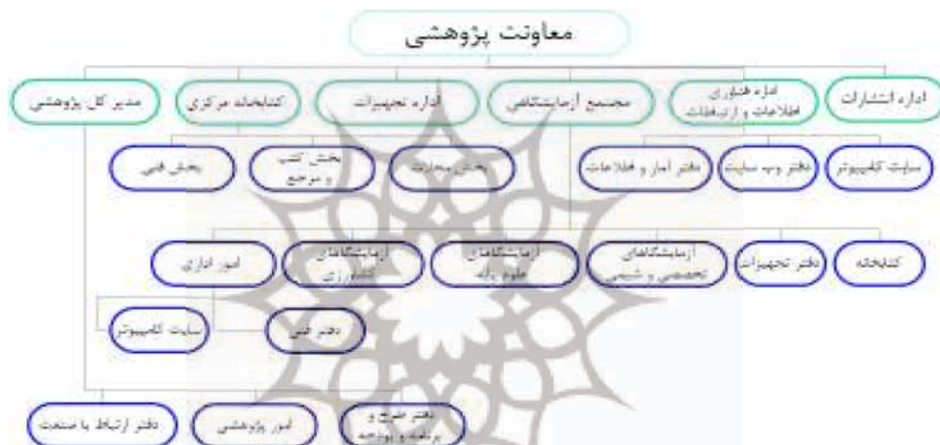 معاونت پژوهشی
اداره انتشارات
اداره فناوری
اطلاعات و ارتباطات
مجتمع آزمایشگاهی
اداره تجهیزات
کتابخانه مرکزی
مدیر کل پژوهشی
سایت کامپیوتر
دفتر وب سایت
دفتر آمار و اطلاعات
بخش مجلات
بخش کتب
و مرجع
بخش فنی
کتابخانه
دفتر تجهیزات
آزمایشگاهای
تخصصی و شیمی
آزمایشگاهای
علوم پایه
آزمایشگاهای
کشاورزی
امور اداری
دفتر فنی
سایت کامپیوتر
دفتر طرح و
برنامه و بودجه
امور پژوهشی
دفتر ارتباط با صنعت